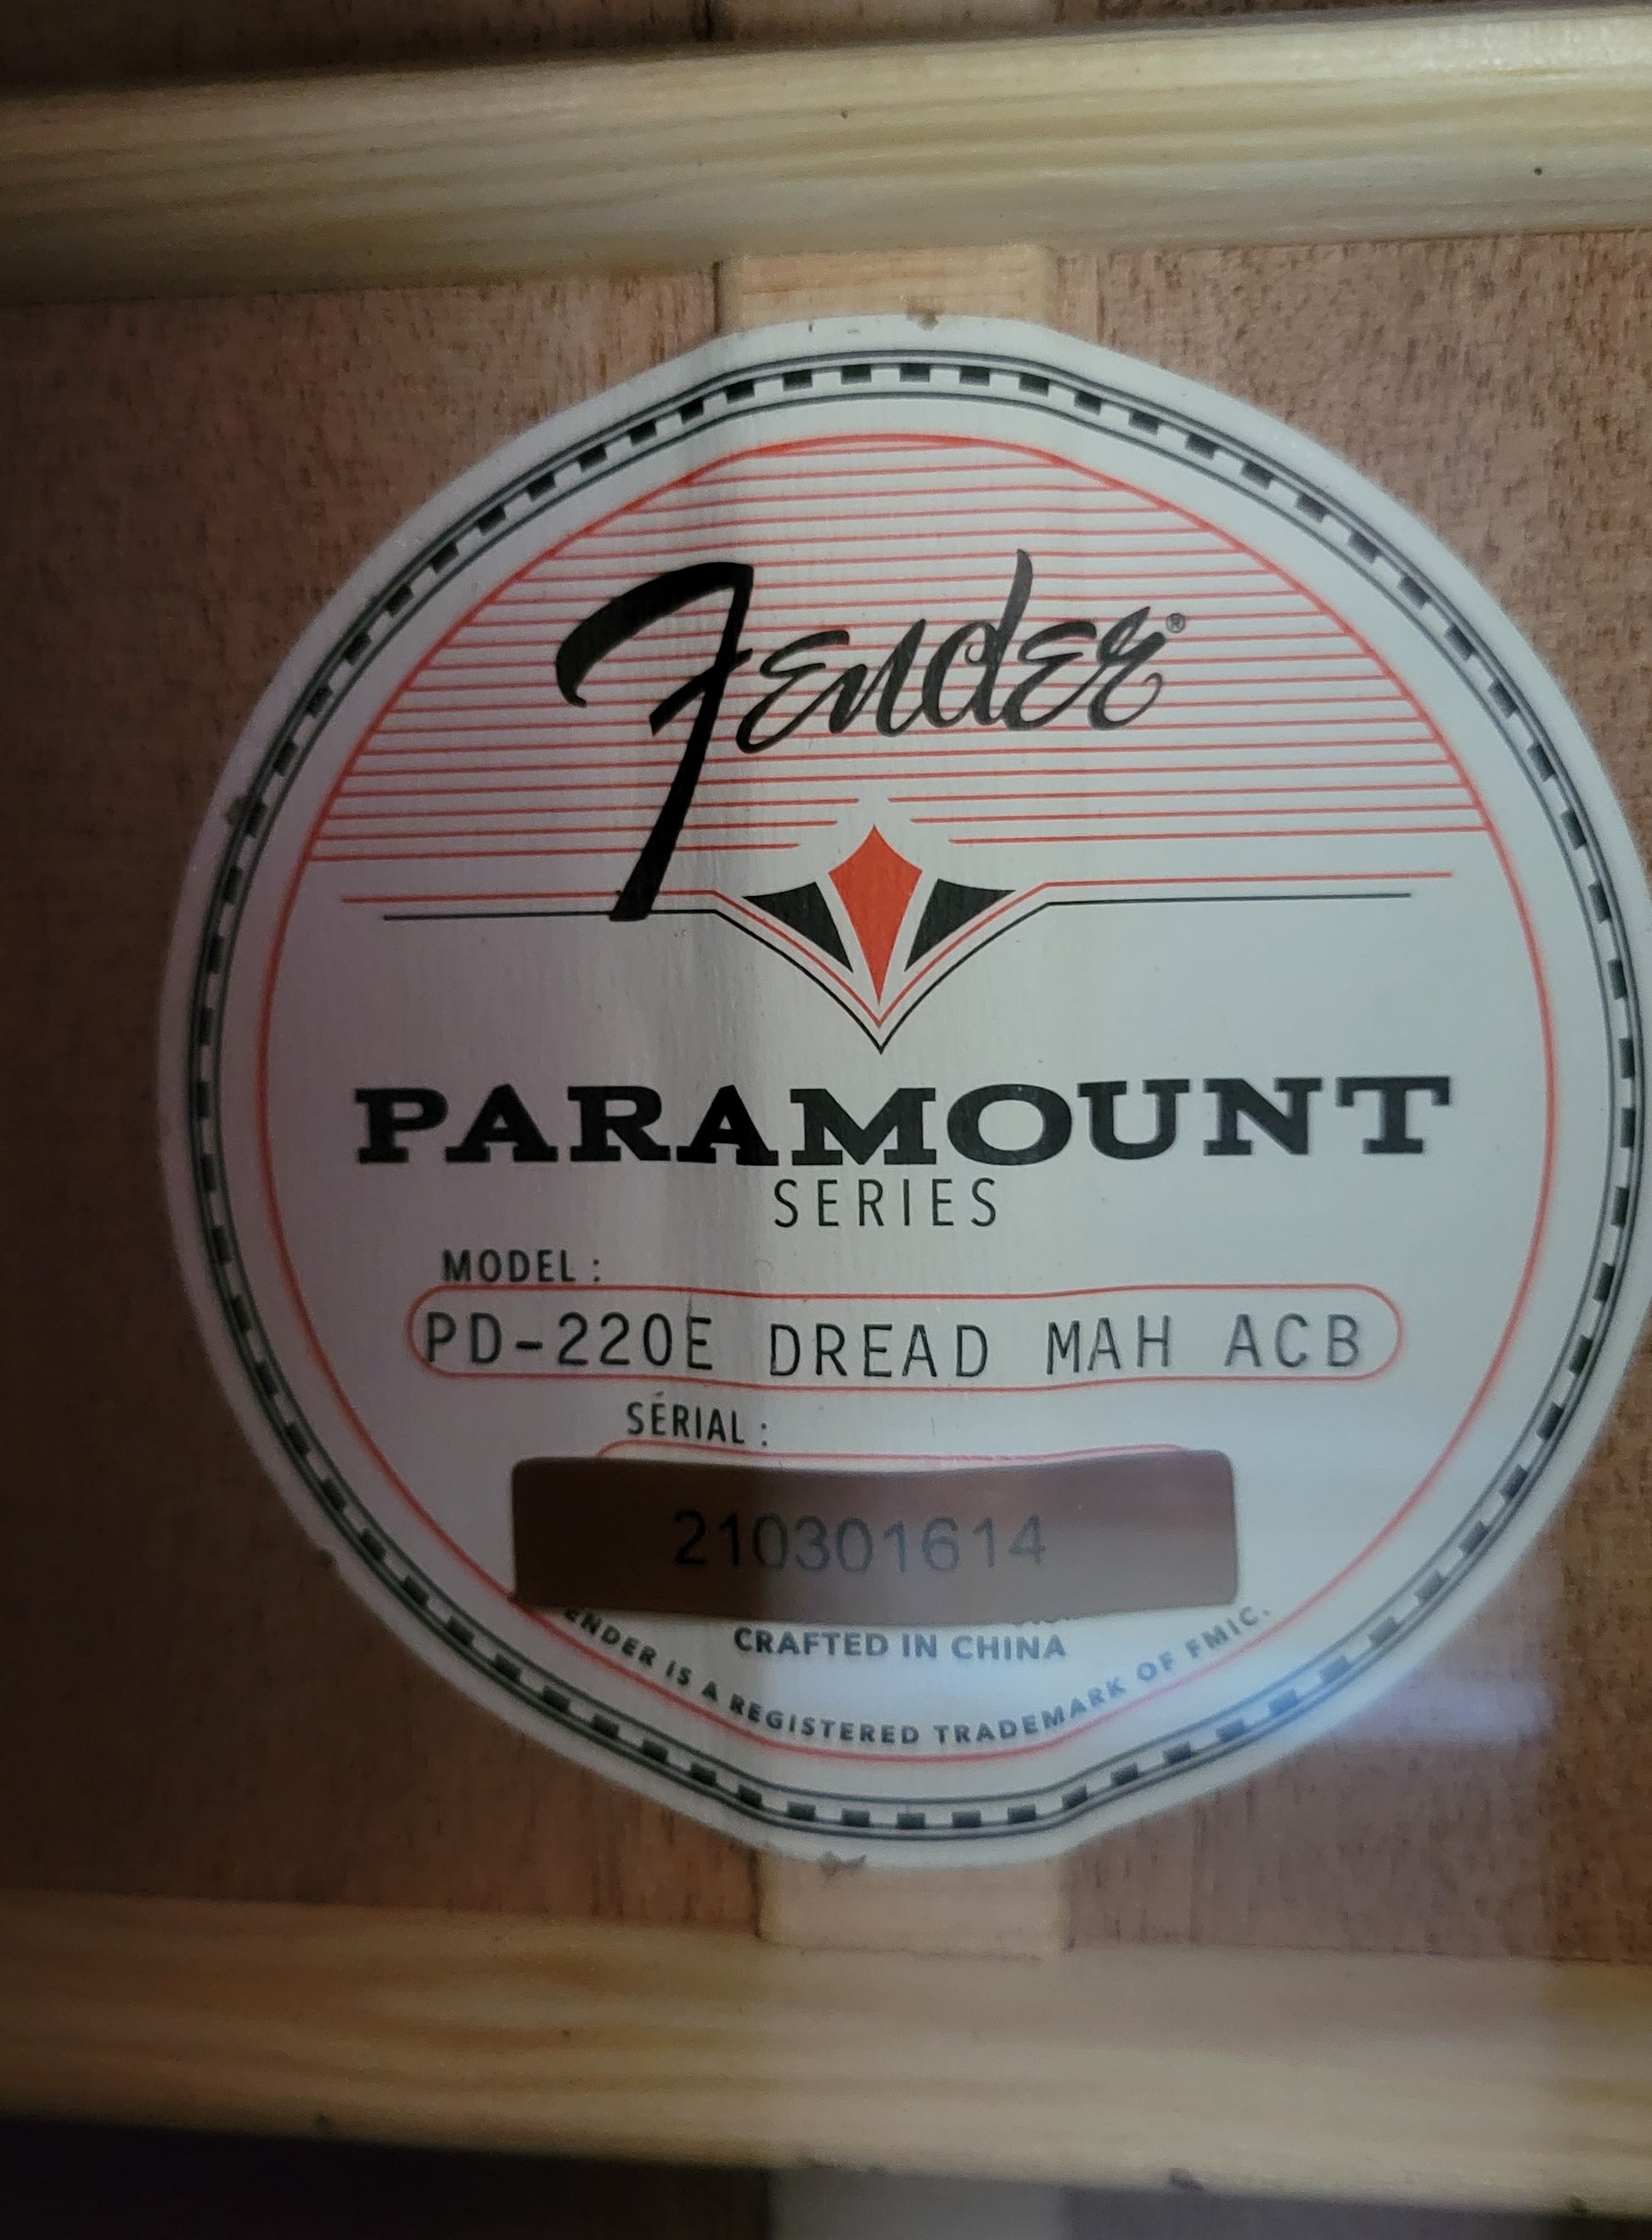 Fender®
PARAMOUNT
SERIES
MODEL :
PD-220E DREAD MAH ACB
SERIAL :
210301614
CRAFTED IN CHINA
ENDER IS A REGISTERED TRADEMARK OF FMIC.